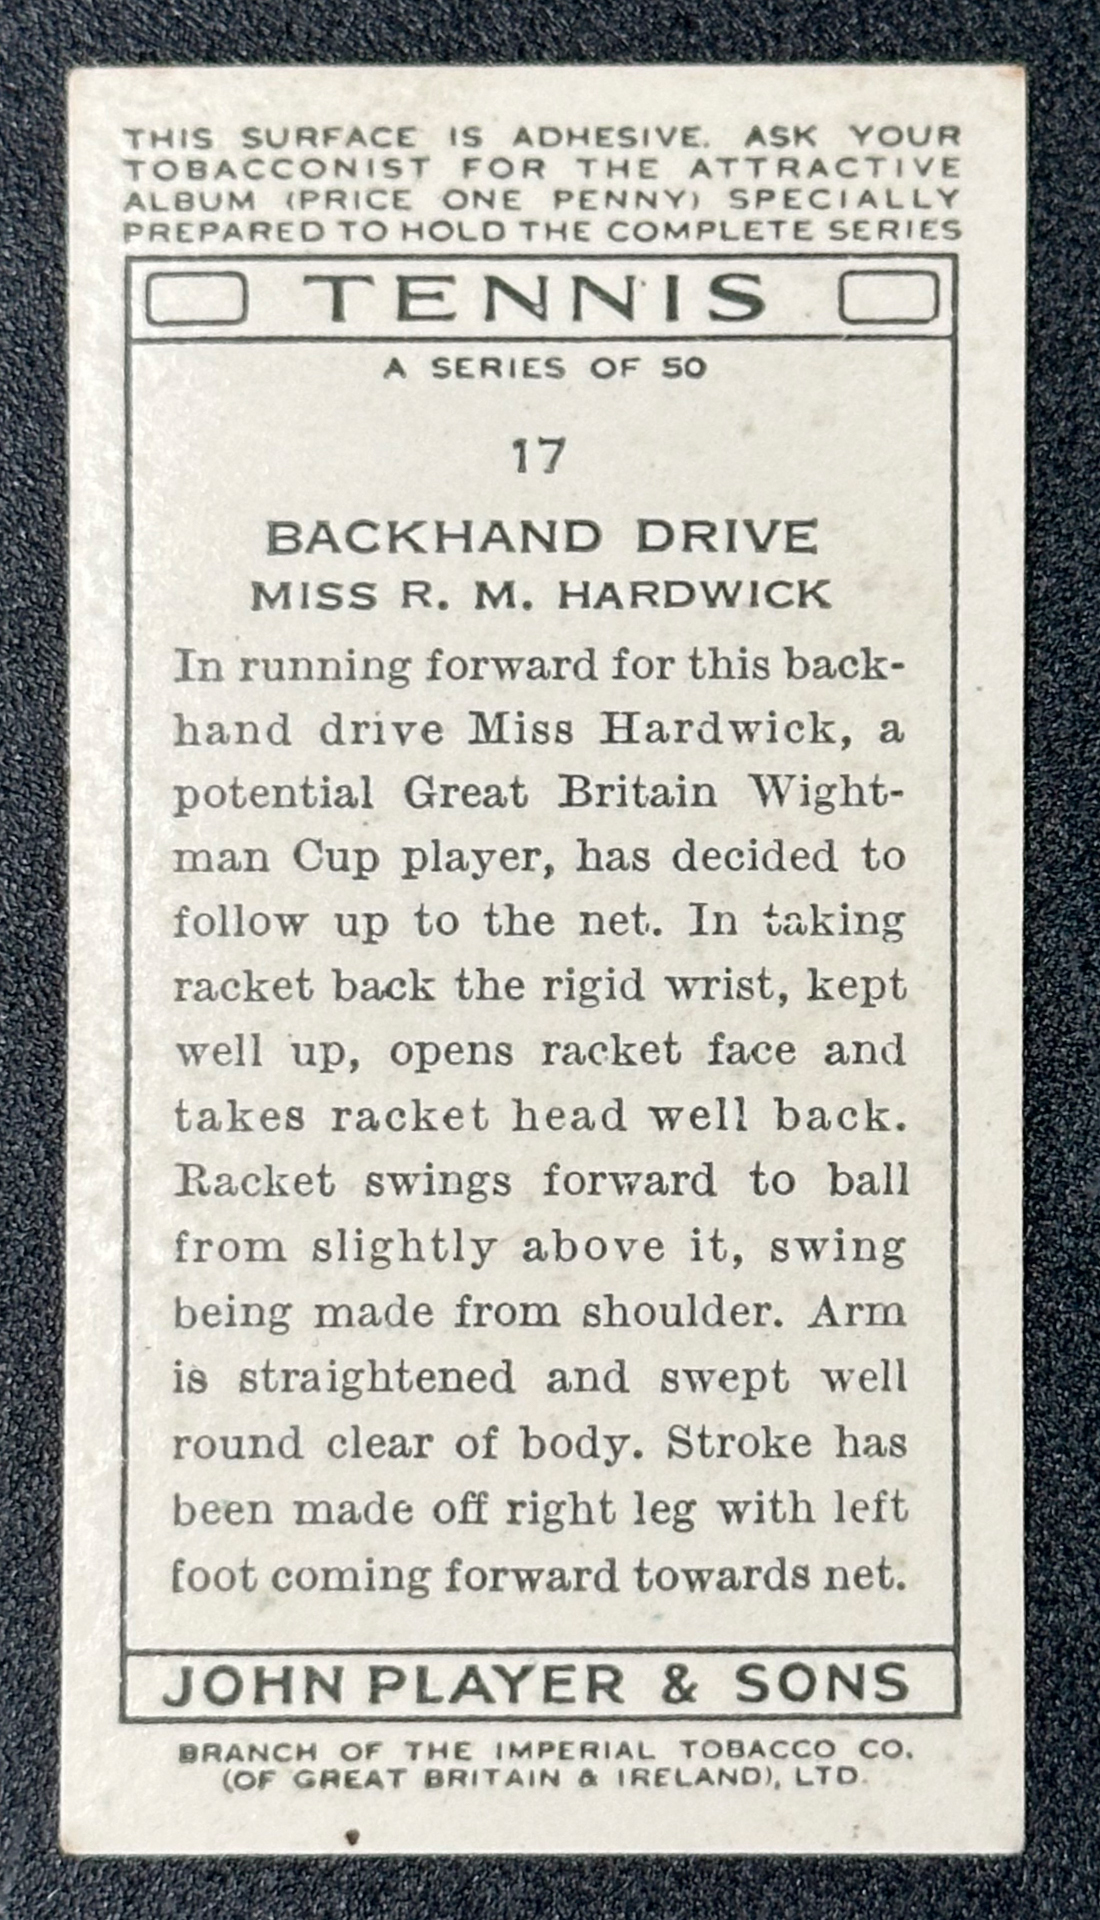 THIS SURFACE IS ADHESIVE. ASK YOUR
TOBACCONIST FOR THE ATTRACTIVE
ALBUM (PRICE ONE PENNY) SPECIALLY
PREPARED TO HOLD THE COMPLETE SERIES
TENNIS
A SERIES OF 50
17
BACKHAND DRIVE
MISS R. M. HARDWICK
In running forward for this back-
hand drive Miss Hardwick, a
potential Great Britain Wight-
man Cup player, has decided to
follow up to the net. In taking
racket back the rigid wrist, kept
well up, opens racket face and
takes racket head well back.
Racket swings forward to ball
from slightly above it, swing
being made from shoulder. Arm
is straightened and swept well
round clear of body. Stroke has
been made off right leg with left
foot coming forward towards net.
JOHN PLAYER & SONS
BRANCH OF THE IMPERIAL TOBACCO CO.
(OF GREAT BRITAIN & IRELAND), LTD.